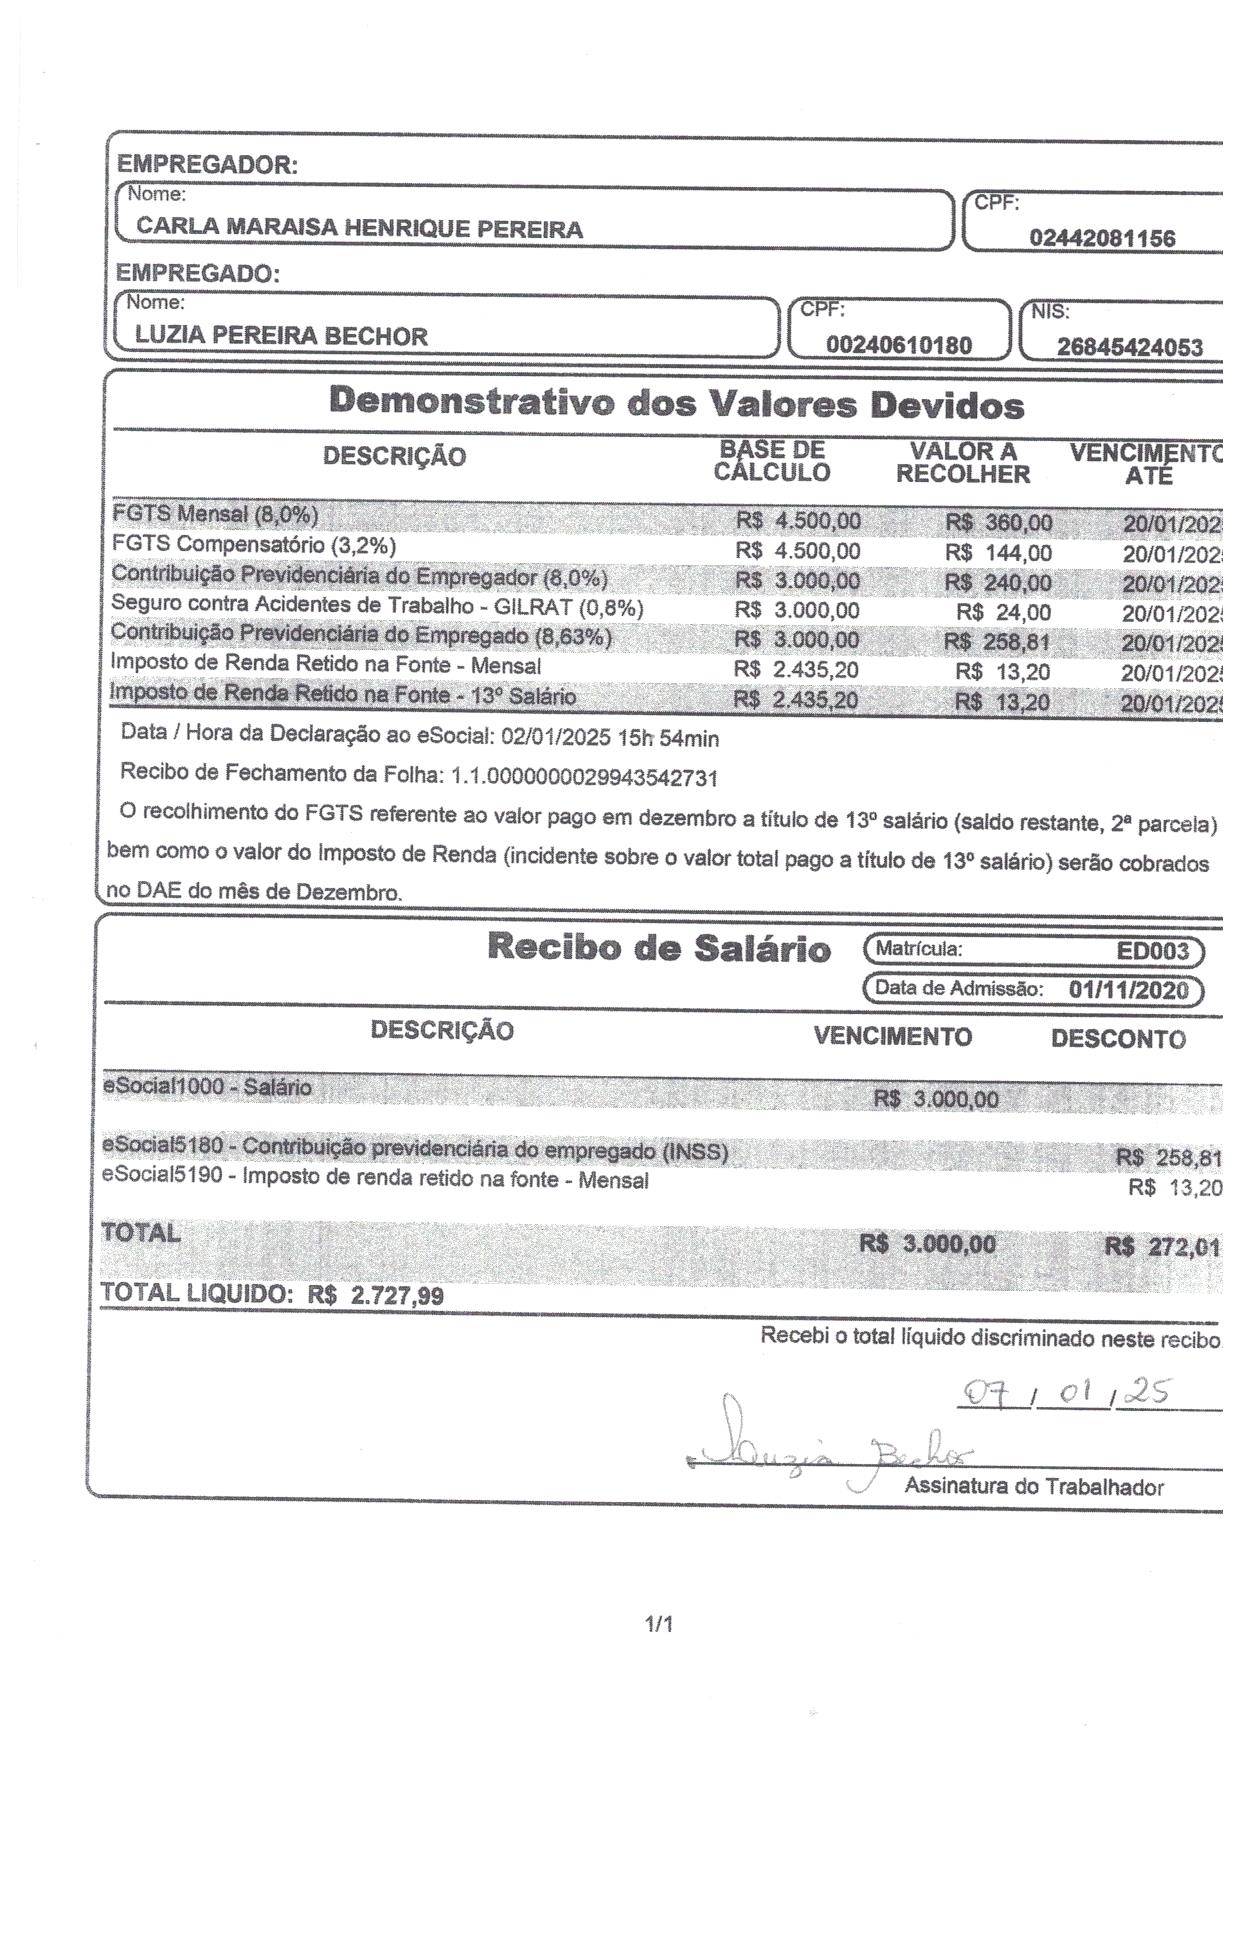 EMPREGADOR:
Nome:
CARLA MARAISA HENRIQUE PEREIRA
CPF:
02442081156
EMPREGADO:
Nome:
LUZIA PEREIRA BECHOR
CPF:
00240610180
NIS:
26845424053
Demonstrativo dos Valores Devidos
DESCRIÇÃO BASE DE CÁLCULO VALOR A RECOLHER VENCIMENTO ATÉ
FGTS Mensal (8,0%) R$ 4.500,00 R$ 360,00 20/01/202
FGTS Compensatório (3,2%) R$ 4.500,00 R$ 144,00 20/01/2025
Contribuição Previdenciária do Empregador (8,0%) R$ 3.000,00 R$ 240,00 20/01/202
Seguro contra Acidentes de Trabalho - GILRAT (0,8%) R$ 3.000,00 R$ 24,00 20/01/2025
Contribuição Previdenciária do Empregado (8,63%) R$ 3.000,00 R$ 258,81 20/01/2025
Imposto de Renda Retido na Fonte - Mensal R$ 2.435,20 R$ 13,20 20/01/2025
Imposto de Renda Retido na Fonte - 13º Salário R$ 2.435,20 R$ 13,20 20/01/2025
Data / Hora da Declaração ao eSocial: 02/01/2025 15h 54min
Recibo de Fechamento da Folha: 1.1.0000000029943542731
O recolhimento do FGTS referente ao valor pago em dezembro a título de 13º salário (saldo restante, 2ª parcela)
bem como o valor do Imposto de Renda (incidente sobre o valor total pago a título de 13º salário) serão cobrados
no DAE do mês de Dezembro.
Recibo de Salário
Matrícula: ED003
Data de Admissão: 01/11/2020
DESCRIÇÃO VENCIMENTO DESCONTO
eSocial1000 - Salário R$ 3.000,00
eSocial5180 - Contribuição previdenciária do empregado (INSS) R$ 258,81
eSocial5190 - Imposto de renda retido na fonte - Mensal R$ 13,20
TOTAL R$ 3.000,00 R$ 272,01
TOTAL LIQUIDO: R$ 2.727,99
Recebi o total líquido discriminado neste recibo
07 / 01 / 25
Luzia Bechor
Assinatura do Trabalhador
1/1